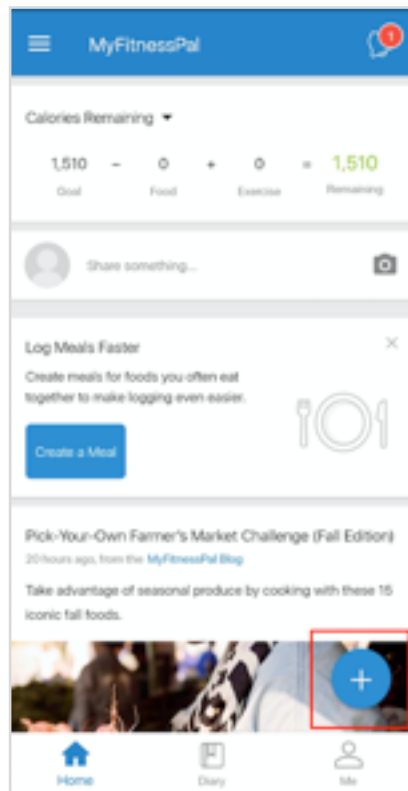 MyFitnessPal
1
Calories Remaining
1,510 - 0 + 0 = 1,510
Goal Food Exercise Remaining
Share something...
Log Meals Faster
Create meals for foods you often eat
together to make logging even easier.
Create a Meal
Pick-Your-Own Farmer's Market Challenge (Fall Edition)
20 hours ago, from the MyFitnessPal Blog
Take advantage of seasonal produce by cooking with these 15
iconic fall foods.
Home Diary Me